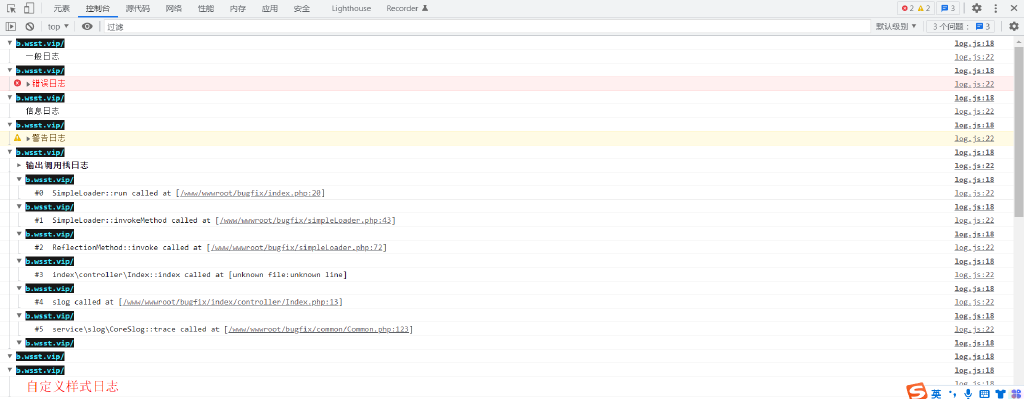 元素 控制台 源代码 网络 性能 内存 应用 安全 Lighthouse Recorder 2 2 3
top 过滤 默认级别 3 个问题： 3
b.wsst.vip/ log.js:18
一般日志 log.js:22
b.wsst.vip/ log.js:18
错误日志 log.js:22
b.wsst.vip/ log.js:18
信息日志 log.js:22
b.wsst.vip/ log.js:18
警告日志 log.js:22
b.wsst.vip/ log.js:18
输出调用栈日志 log.js:22
b.wsst.vip/ log.js:18
#0 SimpleLoader::run called at [/www/wwwroot/bugfix/index.php:20] log.js:22
b.wsst.vip/ log.js:18
#1 SimpleLoader::invokeMethod called at [/www/wwwroot/bugfix/simpleLoader.php:43] log.js:22
b.wsst.vip/ log.js:18
#2 ReflectionMethod::invoke called at [/www/wwwroot/bugfix/simpleLoader.php:72] log.js:22
b.wsst.vip/ log.js:18
#3 index\controller\Index::index called at [unknown file:unknown line] log.js:22
b.wsst.vip/ log.js:18
#4 slog called at [/www/wwwroot/bugfix/index/controller/Index.php:13] log.js:22
b.wsst.vip/ log.js:18
#5 service\slog\CoreSlog::trace called at [/www/wwwroot/bugfix/common/Common.php:123] log.js:22
b.wsst.vip/ log.js:18
b.wsst.vip/ log.js:18
b.wsst.vip/ log.js:18
自定义样式日志 log.js:22
英